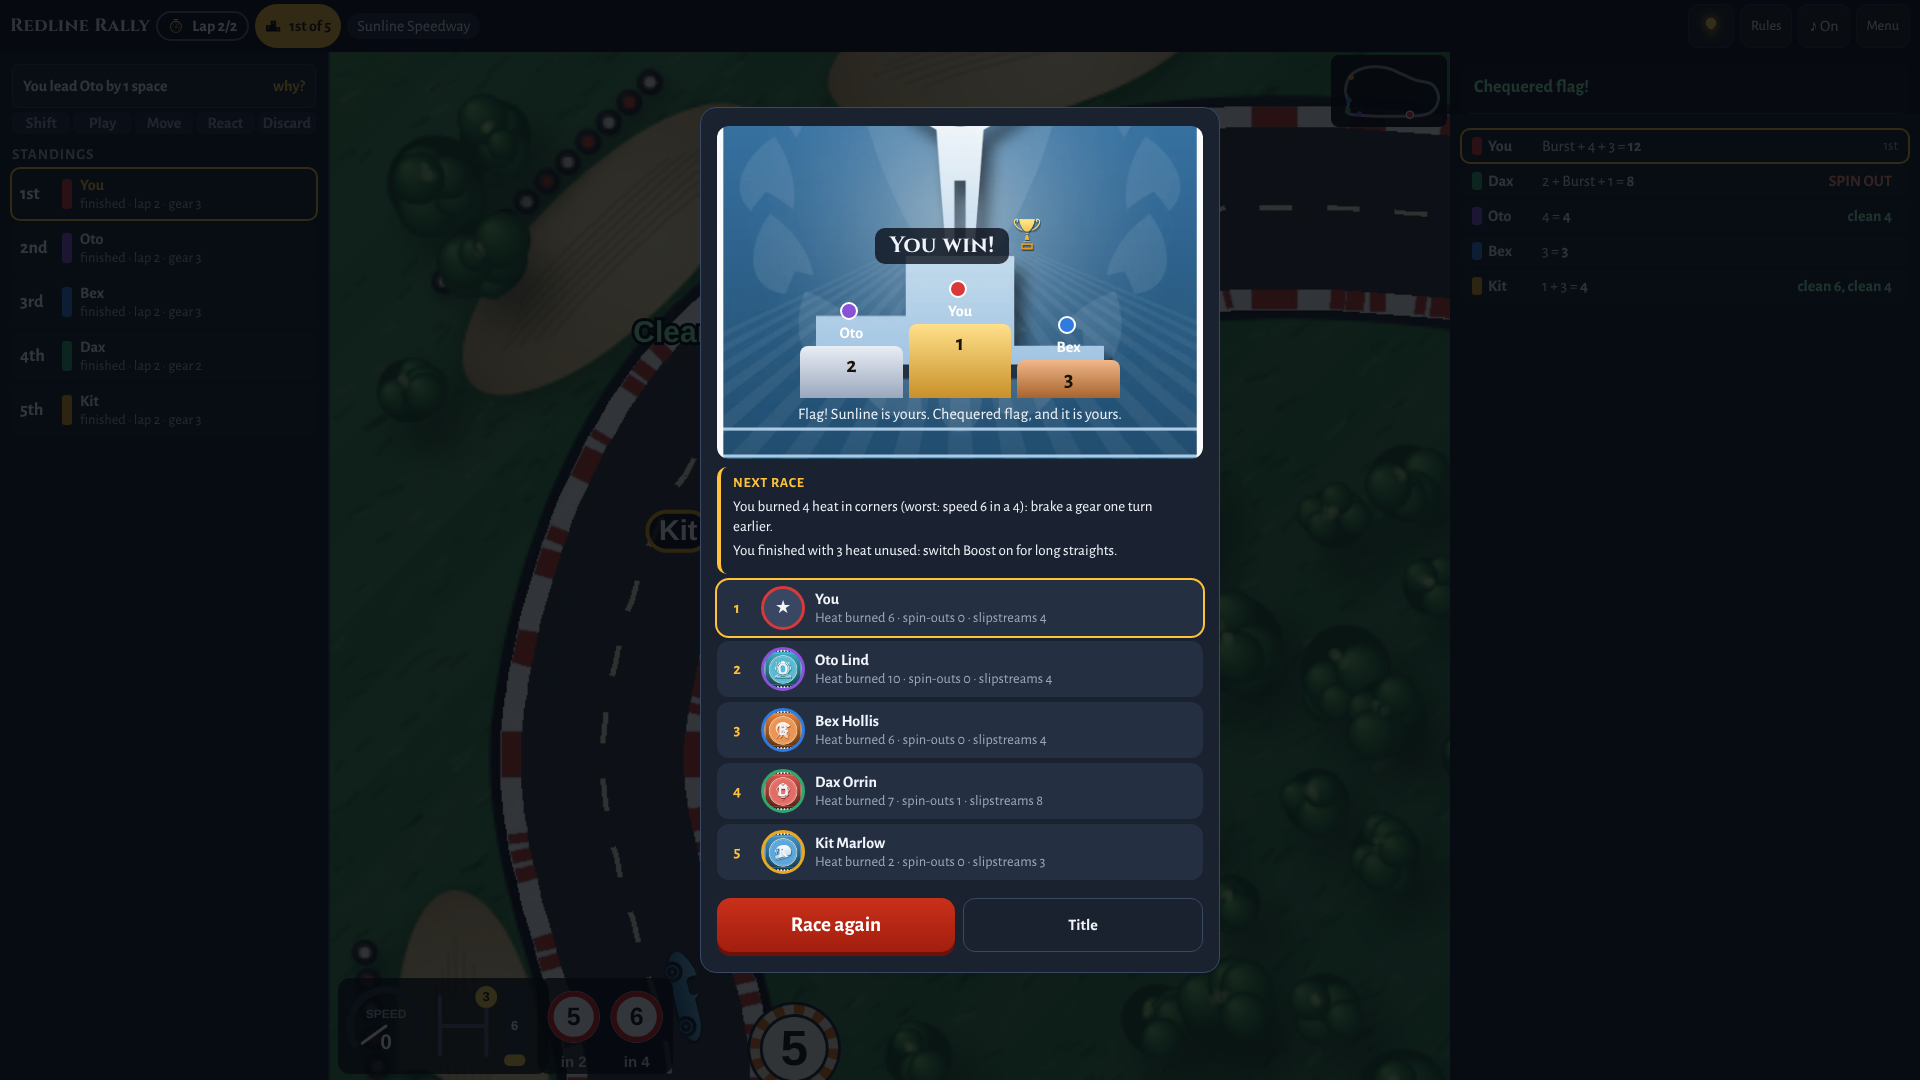 Redline Rally
Lap 2/2
1st of 5
Sunline Speedway
Rules
♪ On
Menu
You lead Oto by 1 space
why?
Shift
Play
Move
React
Discard
STANDINGS
1st
You
finished · lap 2 · gear 3
2nd
Oto
finished · lap 2 · gear 3
3rd
Bex
finished · lap 2 · gear 3
4th
Dax
finished · lap 2 · gear 2
5th
Kit
finished · lap 2 · gear 3
Kit
SPEED
0
3
6
5
in 2
6
in 4
5
You win!
You
Oto
Bex
1
2
3
Flag! Sunline is yours. Chequered flag, and it is yours.
NEXT RACE
You burned 4 heat in corners (worst: speed 6 in a 4): brake a gear one turn
earlier.
You finished with 3 heat unused: switch Boost on for long straights.
1
You
Heat burned 6 · spin-outs 0 · slipstreams 4
2
Oto Lind
Heat burned 10 · spin-outs 0 · slipstreams 4
3
Bex Hollis
Heat burned 6 · spin-outs 0 · slipstreams 4
4
Dax Orrin
Heat burned 7 · spin-outs 1 · slipstreams 8
5
Kit Marlow
Heat burned 2 · spin-outs 0 · slipstreams 3
Race again
Title
Chequered flag!
You Burst + 4 + 3 = 12 1st
Dax 2 + Burst + 1 = 8 SPIN OUT
Oto 4 = 4 clean 4
Bex 3 = 3
Kit 1 + 3 = 4 clean 6, clean 4